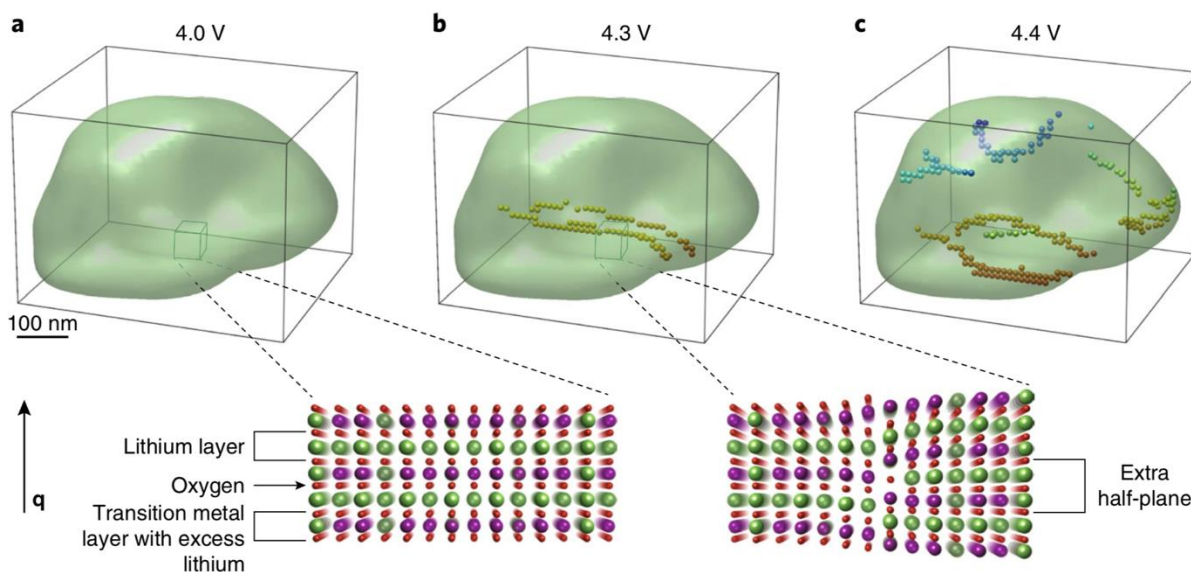 a
4.0 V
b
4.3 V
c
4.4 V
100 nm
q
Lithium layer
Oxygen
Transition metal
layer with excess
lithium
Extra
half-plane